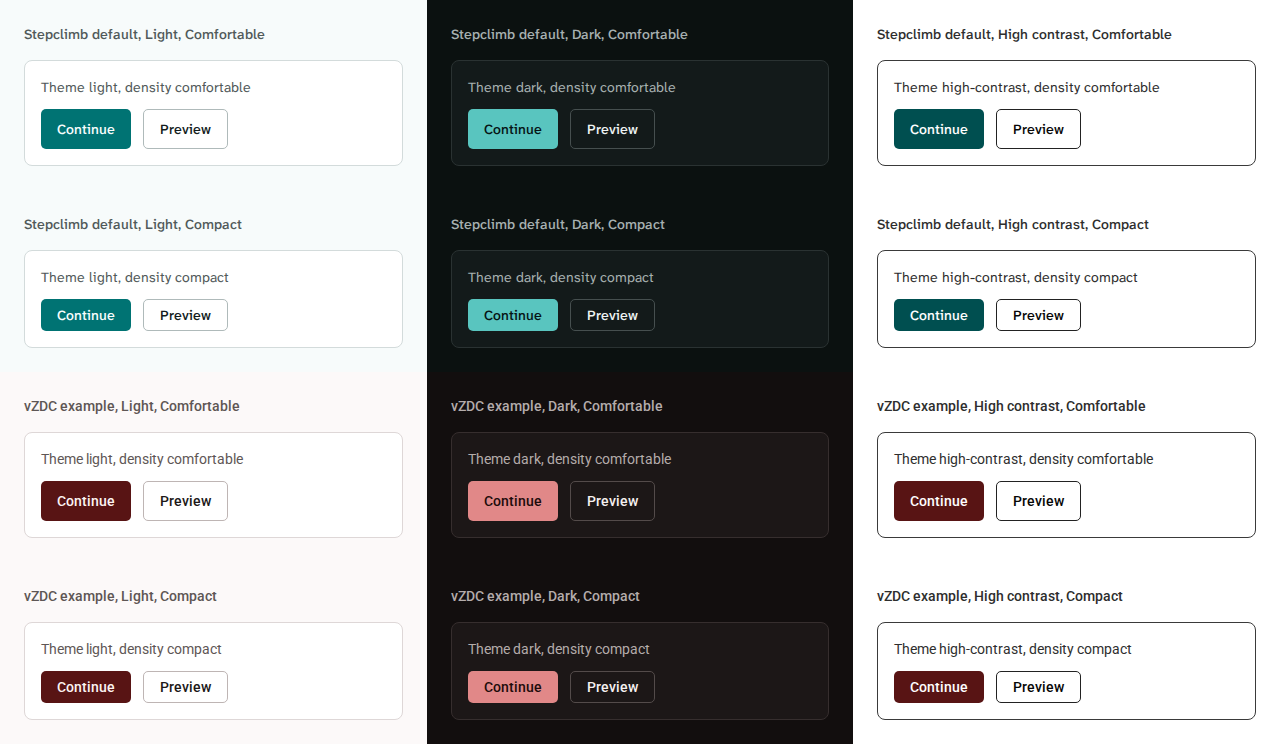 Stepclimb default, Light, Comfortable
Theme light, density comfortable
Continue Preview
Stepclimb default, Dark, Comfortable
Theme dark, density comfortable
Continue Preview
Stepclimb default, High contrast, Comfortable
Theme high-contrast, density comfortable
Continue Preview
Stepclimb default, Light, Compact
Theme light, density compact
Continue Preview
Stepclimb default, Dark, Compact
Theme dark, density compact
Continue Preview
Stepclimb default, High contrast, Compact
Theme high-contrast, density compact
Continue Preview
vZDC example, Light, Comfortable
Theme light, density comfortable
Continue Preview
vZDC example, Dark, Comfortable
Theme dark, density comfortable
Continue Preview
vZDC example, High contrast, Comfortable
Theme high-contrast, density comfortable
Continue Preview
vZDC example, Light, Compact
Theme light, density compact
Continue Preview
vZDC example, Dark, Compact
Theme dark, density compact
Continue Preview
vZDC example, High contrast, Compact
Theme high-contrast, density compact
Continue Preview